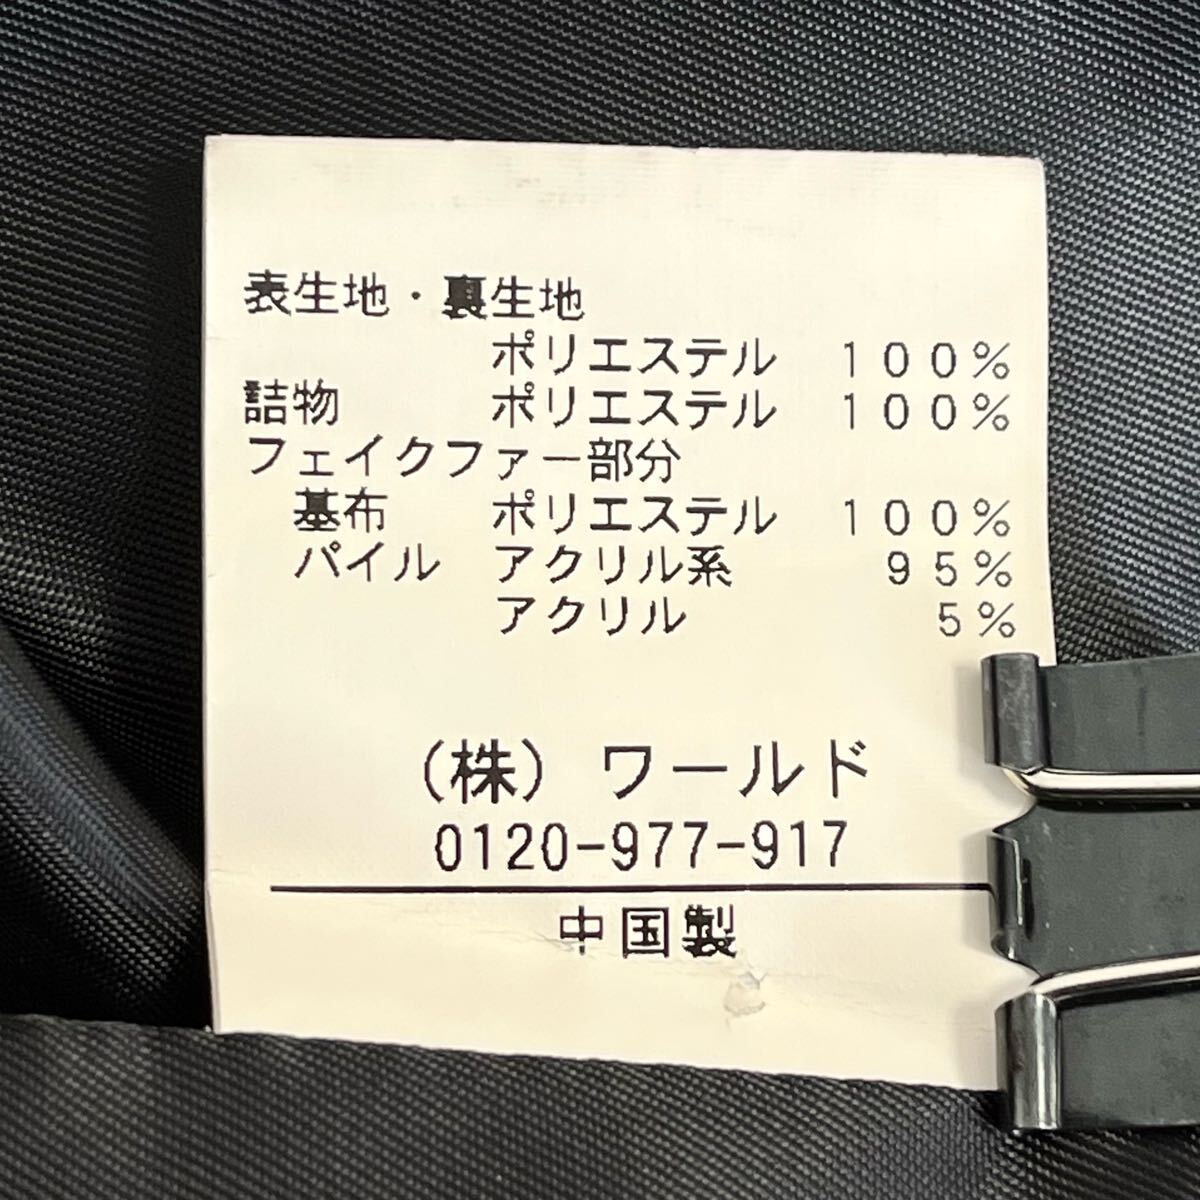 表生地・裏生地
ポリエステル 100%
詰物 ポリエステル 100%
フェイクファー部分
基布 ポリエステル 100%
パイル アクリル系 95%
アクリル 5%
(株) ワールド
0120-977-917
中国製